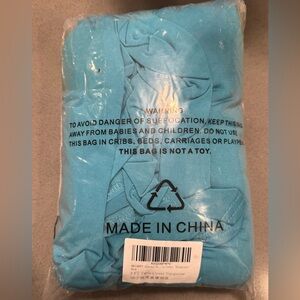 WARNING
TO AVOID DANGER OF SUFFOCATION, KEEP THIS BAG
AWAY FROM BABIES AND CHILDREN. DO NOT USE
THIS BAG IN CRIBS, BEDS, CARRIAGES OR PLAYPE
THIS BAG IS NOT A TOY.
MADE IN CHINA